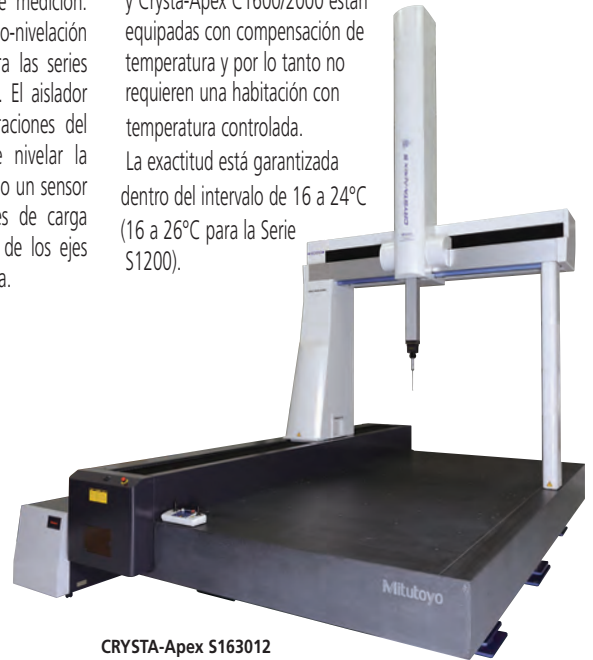 e medición.
o-nivelación
ra las series
. El aislador
raciones del
e nivelar la
o un sensor
es de carga
de los ejes
a.
y Crysta-Apex C1600/2000 están
equipadas con compensación de
temperatura y por lo tanto no
requieren una habitación con
temperatura controlada.
La exactitud está garantizada
dentro del intervalo de 16 a 24°C
(16 a 26°C para la Serie
S1200).
CRYSTA-Apex S
Mitutoyo
CRYSTA-Apex S163012